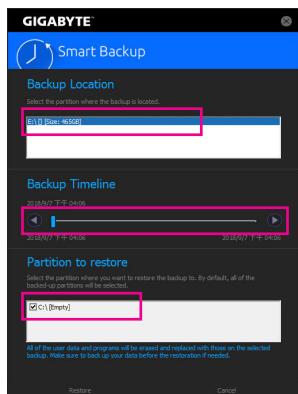 GIGABYTE™
Smart Backup
Backup Location
Select the partition where the backup is located.
E:\ [] [Size: 465GB]
Backup Timeline
2018/9/7 下午 04:06
2018/9/7 下午 04:06
2018/9/7 下午 04:06
Partition to restore
Select the partition where you want to restore the backup to. By default, all of the
backed-up partitions will be selected.
C:\ [Empty]
All of the user data and programs will be erased and replaced with those on the selected
backup. Make sure to back up your data before the restoration if needed.
Restore
Cancel